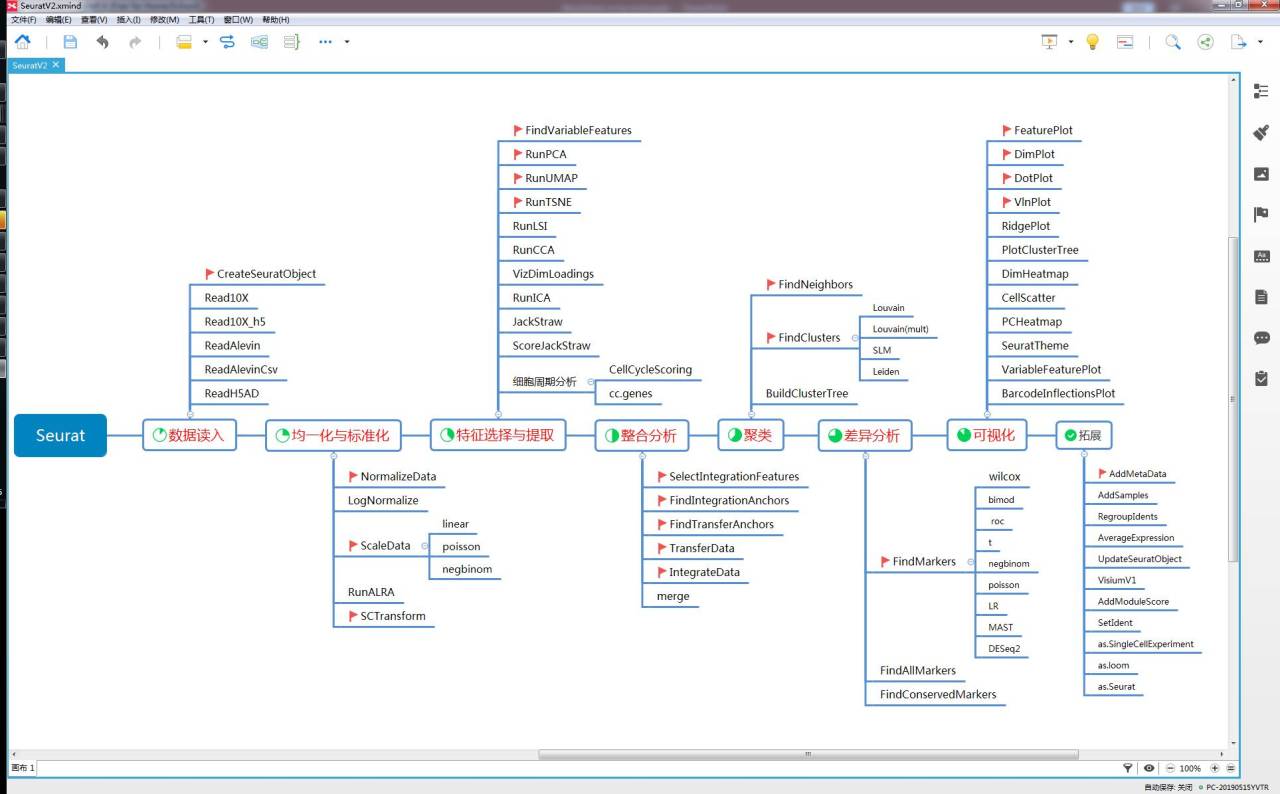 SeuratV2.xmind
文件(F) 编辑(E) 查看(V) 插入(I) 修改(M) 工具(T) 窗口(W) 帮助(H)
SeuratV2
Seurat
数据读入
CreateSeuratObject
Read10X
Read10X_h5
ReadAlevin
ReadAlevinCsv
ReadH5AD
均一化与标准化
NormalizeData
LogNormalize
ScaleData
linear
poisson
negbinom
RunALRA
SCTransform
特征选择与提取
FindVariableFeatures
RunPCA
RunUMAP
RunTSNE
RunLSI
RunCCA
VizDimLoadings
RunICA
JackStraw
ScoreJackStraw
细胞周期分析
CellCycleScoring
cc.genes
整合分析
SelectIntegrationFeatures
FindIntegrationAnchors
FindTransferAnchors
TransferData
IntegrateData
merge
聚类
FindNeighbors
FindClusters
Louvain
Louvain(mult)
SLM
Leiden
BuildClusterTree
差异分析
FindMarkers
wilcox
bimod
roc
t
negbinom
poisson
LR
MAST
DESeq2
FindAllMarkers
FindConservedMarkers
可视化
FeaturePlot
DimPlot
DotPlot
VlnPlot
RidgePlot
PlotClusterTree
DimHeatmap
CellScatter
PCHeatmap
SeuratTheme
VariableFeaturePlot
BarcodeInflectionsPlot
拓展
AddMetaData
AddSamples
RegroupIdents
AverageExpression
UpdateSeuratObject
VisiumV1
AddModuleScore
SetIdent
as.SingleCellExperiment
as.loom
as.Seurat
画布 1
100%
自动保存: 关闭 PC-20190515YVTR